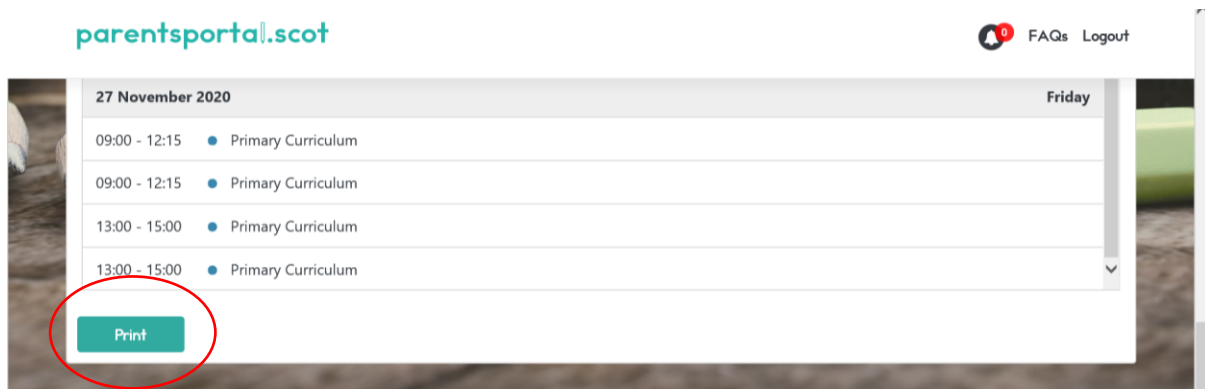 parentsportal.scot
0 FAQs Logout
27 November 2020 Friday
09:00 - 12:15 Primary Curriculum
09:00 - 12:15 Primary Curriculum
13:00 - 15:00 Primary Curriculum
13:00 - 15:00 Primary Curriculum
Print